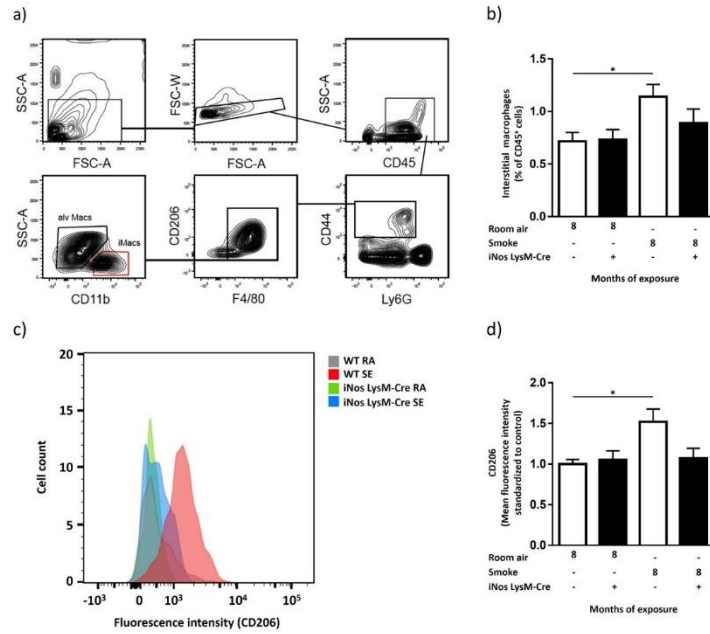 a)
SSC-A
FSC-A
FSC-W
FSC-A
SSC-A
CD45
SSC-A
alv Macs
iMacs
CD11b
CD206
F4/80
CD44
Ly6G
b)
Interstitial macrophages
(% of CD45+ cells)
1.5
1.0
0.5
0.0
*
Room air 8 8 - -
Smoke - - 8 8
iNos LysM-Cre - + - +
Months of exposure
c)
Cell count
20
15
10
5
0
-10³ 0 10³ 10⁴ 10⁵
Fluorescence intensity (CD206)
WT RA
WT SE
iNos LysM-Cre RA
iNos LysM-Cre SE
d)
CD206
(Mean fluorescence intensity
standardized to control)
2.0
1.5
1.0
0.5
0.0
*
Room air 8 8 - -
Smoke - - 8 8
iNos LysM-Cre - + - +
Months of exposure